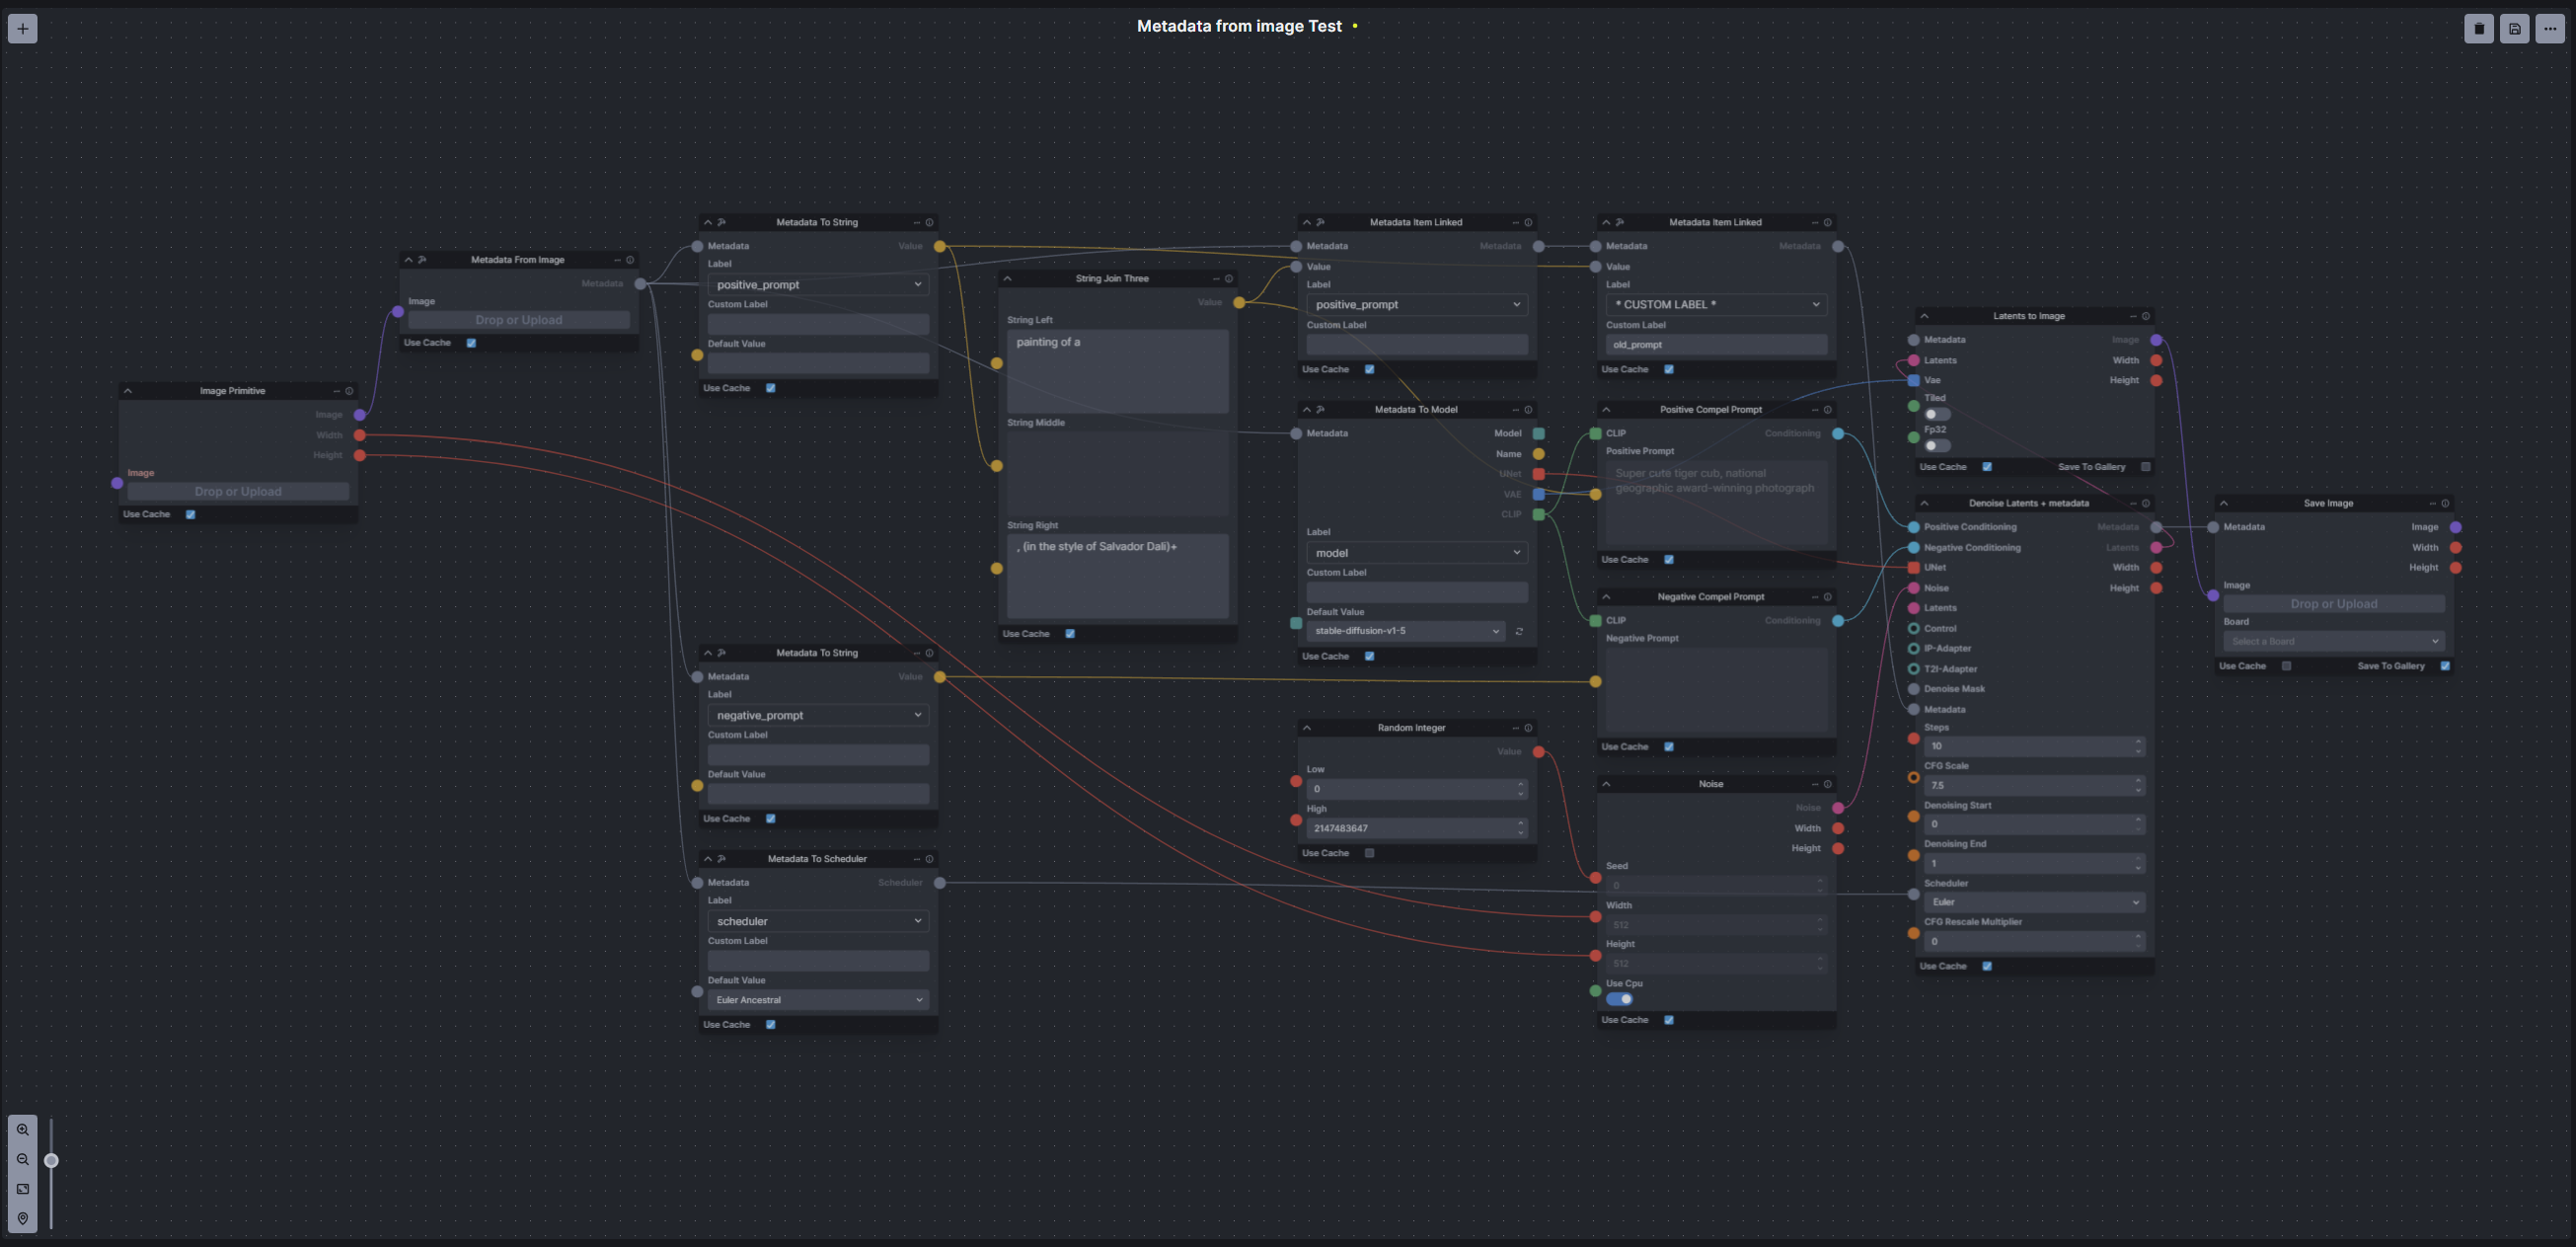 Metadata from image Test
Image Primitive
Image
Width
Height
Image
Drop or Upload
Use Cache
Metadata From Image
Metadata
Image
Drop or Upload
Use Cache
Metadata To String
Metadata
Value
Label
positive_prompt
Custom Label
Default Value
Use Cache
Metadata To String
Metadata
Value
Label
negative_prompt
Custom Label
Default Value
Use Cache
Metadata To Scheduler
Metadata
Scheduler
Label
scheduler
Custom Label
Default Value
Euler Ancestral
Use Cache
String Join Three
Value
String Left
painting of a
String Middle
String Right
, (in the style of Salvador Dali)+
Use Cache
Metadata Item Linked
Metadata
Metadata
Value
Label
positive_prompt
Custom Label
Use Cache
Metadata To Model
Metadata
Model
Name
UNet
VAE
CLIP
Label
model
Custom Label
Default Value
stable-diffusion-v1-5
Use Cache
Random Integer
Value
Low
0
High
2147483647
Use Cache
Metadata Item Linked
Metadata
Metadata
Value
Label
* CUSTOM LABEL *
Custom Label
old_prompt
Use Cache
Positive Compel Prompt
CLIP
Conditioning
Positive Prompt
Super cute tiger cub, national
geographic award-winning photograph
Use Cache
Negative Compel Prompt
CLIP
Conditioning
Negative Prompt
Use Cache
Noise
Noise
Width
Height
Seed
0
Width
512
Height
512
Use Cpu
Use Cache
Latents to Image
Metadata
Image
Latents
Width
Vae
Height
Tiled
Fp32
Use Cache
Save To Gallery
Denoise Latents + metadata
Positive Conditioning
Metadata
Negative Conditioning
Latents
UNet
Width
Noise
Height
Latents
Control
IP-Adapter
T2I-Adapter
Denoise Mask
Metadata
Steps
10
CFG Scale
7.5
Denoising Start
0
Denoising End
1
Scheduler
Euler
CFG Rescale Multiplier
0
Use Cache
Save Image
Metadata
Image
Width
Height
Image
Drop or Upload
Board
Select a Board
Use Cache
Save To Gallery